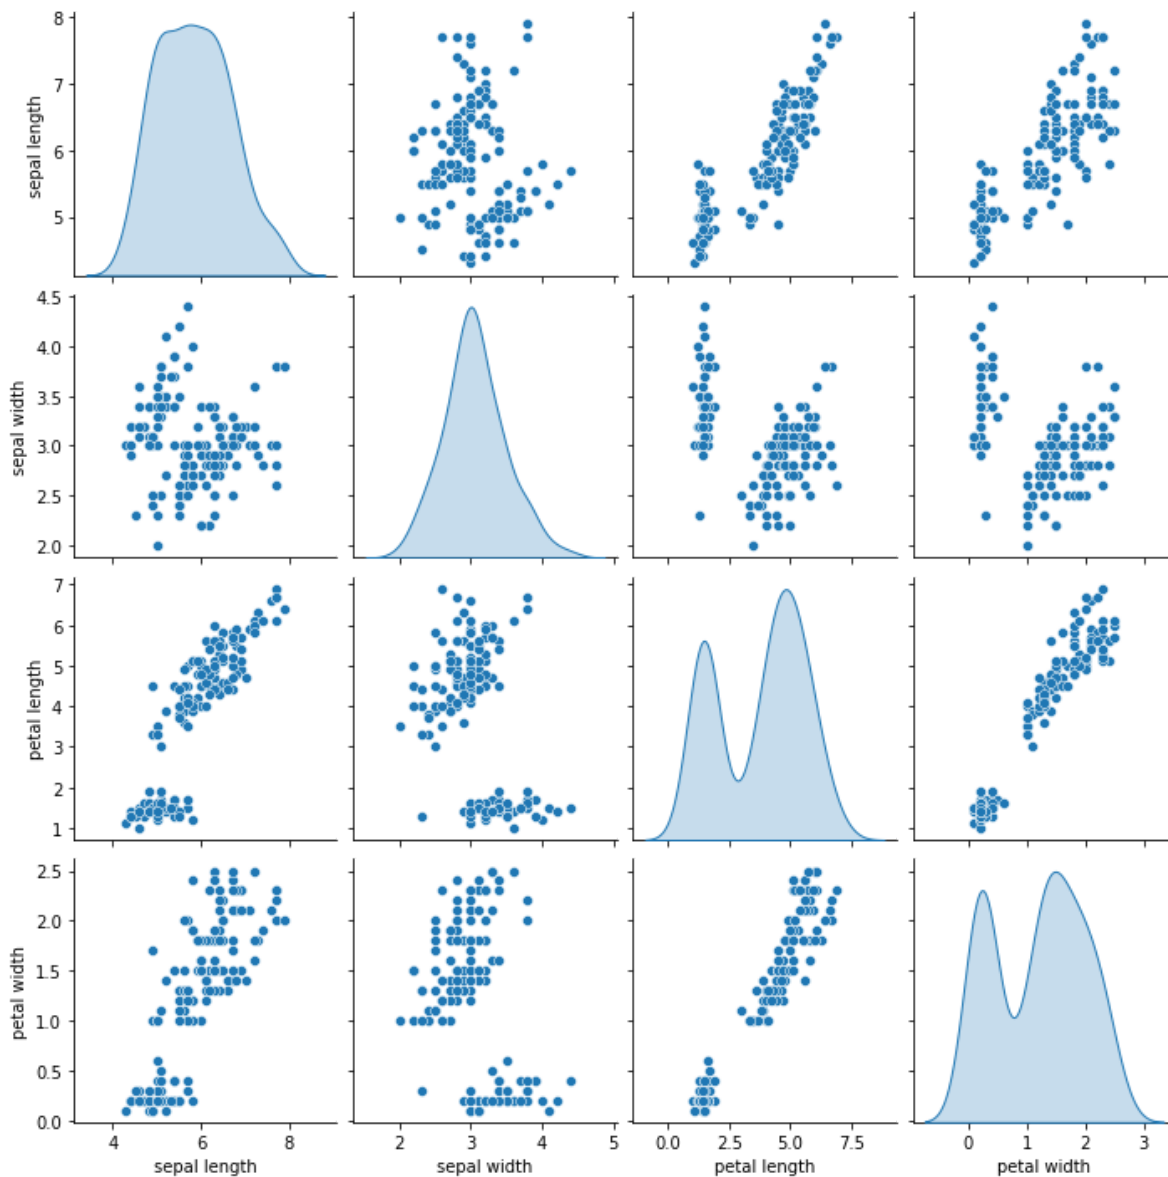 8
7
6
5
sepal length
4.5
4.0
3.5
3.0
2.5
2.0
sepal width
7
6
5
4
3
2
1
petal length
2.5
2.0
1.5
1.0
0.5
0.0
petal width
4 6 8
sepal length
2 3 4 5
sepal width
0.0 2.5 5.0 7.5
petal length
0 1 2 3
petal width